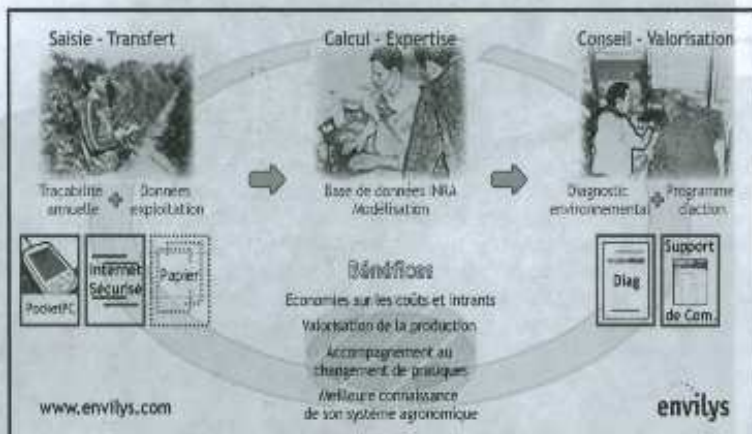 Saisie - Transfert
Calcul - Expertise
Conseil - Valorisation
Traçabilité annuelle + Données exploitation
Base de données INRA
Modélisation
Diagnostic environnemental + Programme d'action
PocketPC
Internet
Sécurisé
Papier
Bénéfices
Economies sur les coûts et intrants
Valorisation de la production
Accompagnement au
changement de pratiques
Meilleure connaissance
de son système agronomique
Diag
Support
de Com.
www.envilys.com
envilys